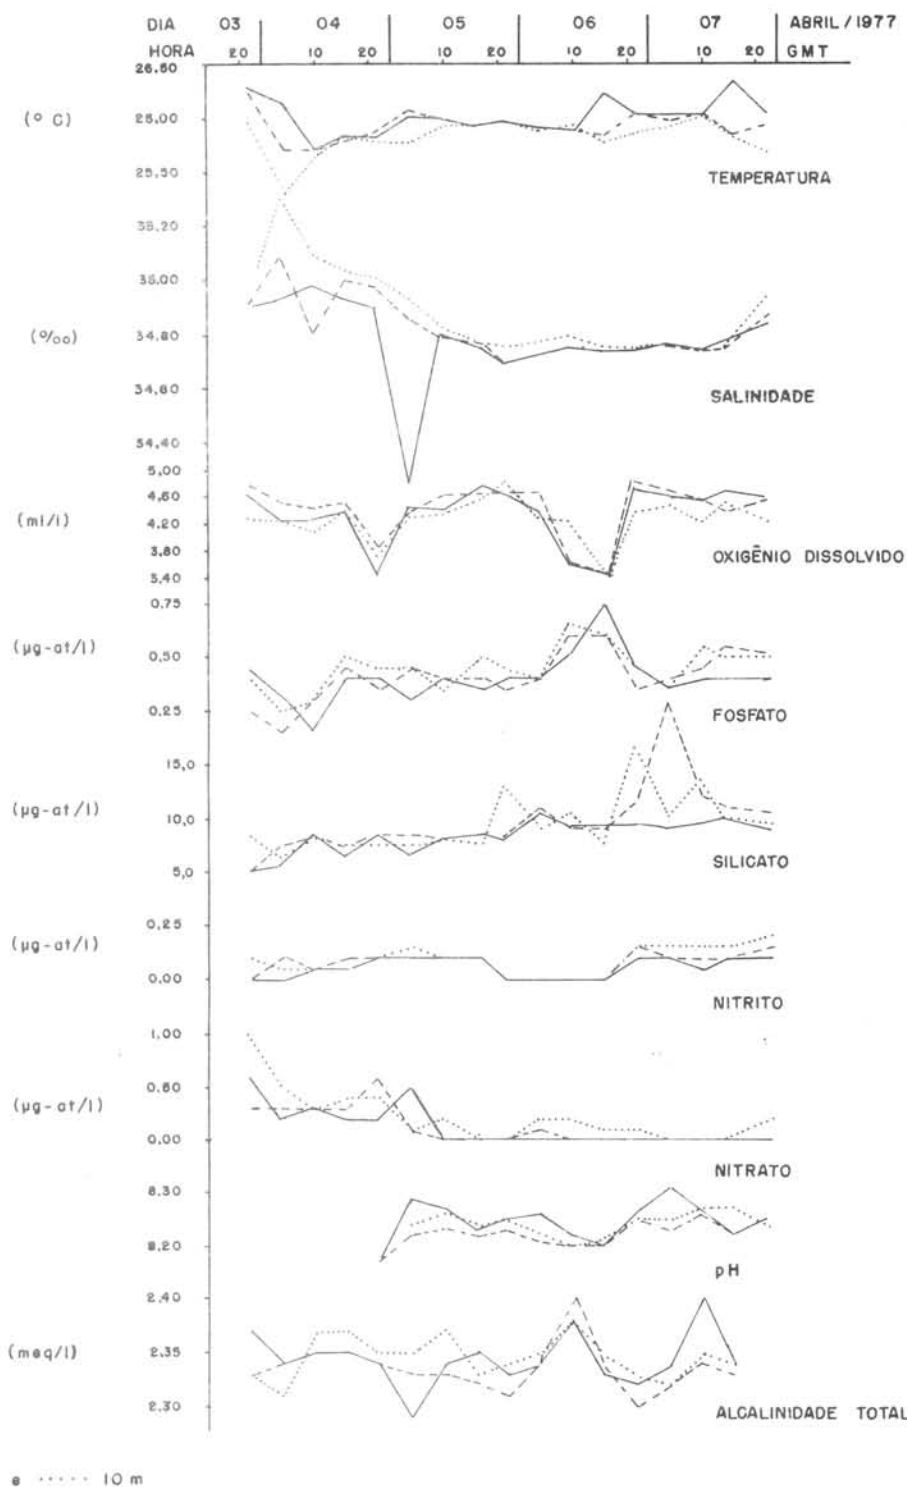 DIA 03 04 05 06 07 ABRIL/1977
HORA 20 10 20 10 20 10 20 10 20 GMT
26.50
(°C) 26.00
25,50
TEMPERATURA
35,20
35,00
(‰) 34,80
34,60
SALINIDADE
34,40
5,00
4,60
(ml/l) 4,20
3,80
OXIGÊNIO DISSOLVIDO
3,40
0,75
(µg-at/l) 0,50
0,25
FOSFATO
15,0
(µg-at/l) 10,0
SILICATO
5,0
0,25
(µg-at/l)
0,00
NITRITO
1,00
(µg-at/l) 0,50
0,00
NITRATO
8,30
8,20
pH
2,40
(meq/l) 2,35
2,30
ALCALINIDADE TOTAL
e ····· 10 m